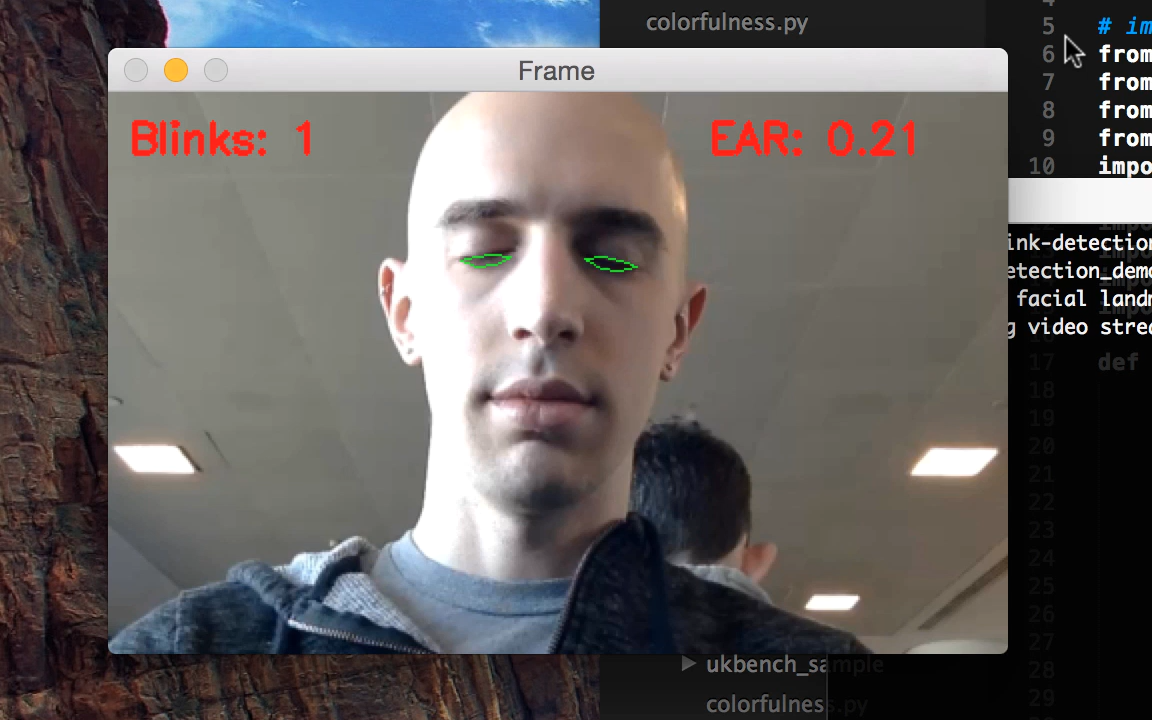 colorfulness.py
Frame
Blinks: 1
EAR: 0.21
5 # im
6 from
7 from
8 from
9 from
10 impo
ink-detection
etection_demo
facial landm
g video strea
17 def
18
19
20
21
22
23
24
25
26
27
28
29
ukbench_sample
colorfulness.py